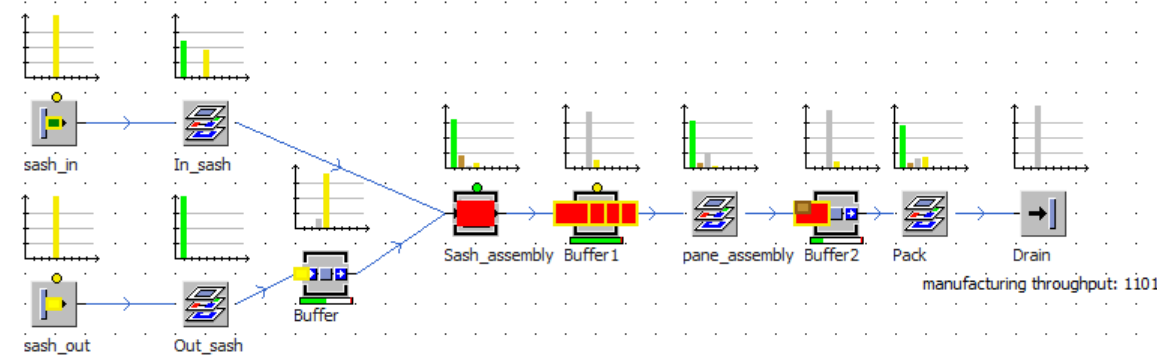 sash_in
In_sash
Sash_assembly
Buffer1
pane_assembly
Buffer2
Pack
Drain
manufacturing throughput: 1101
Buffer
sash_out
Out_sash